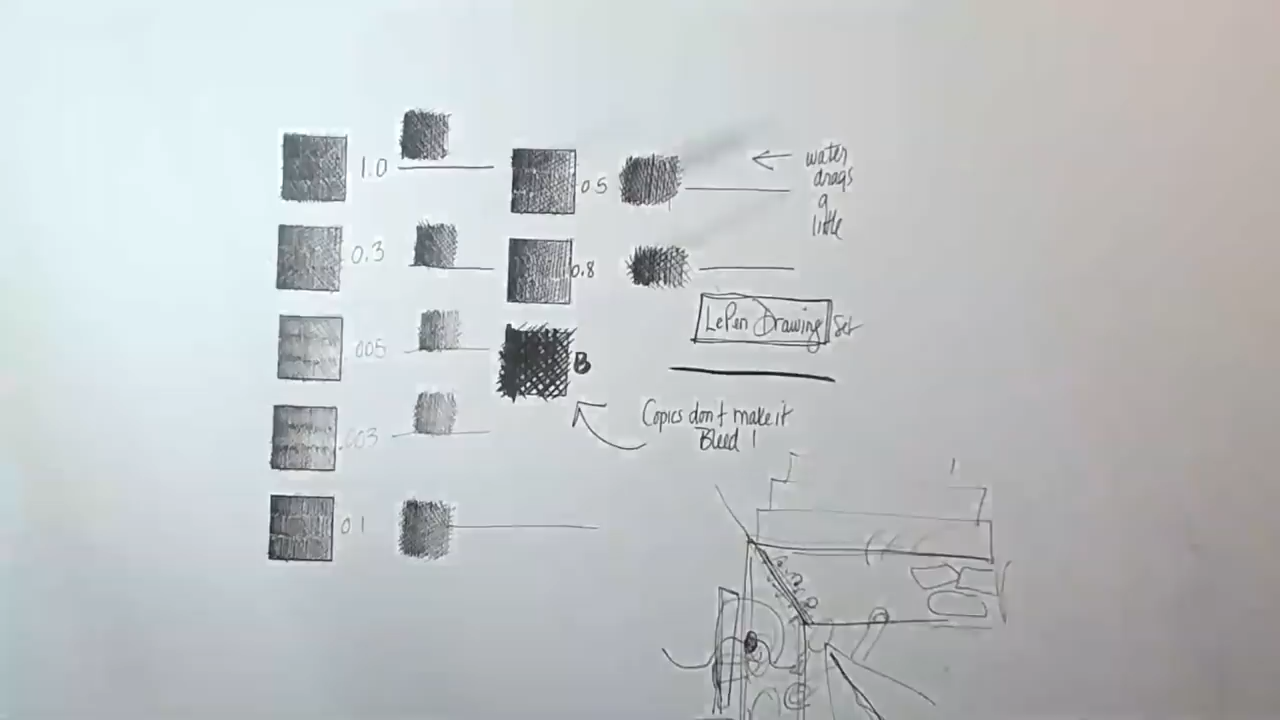 1.0
0.3
.005
.003
0.1
0.5
0.8
B
water
drags
a
little
LePen Drawing Set
Copics don't make it
Bleed!